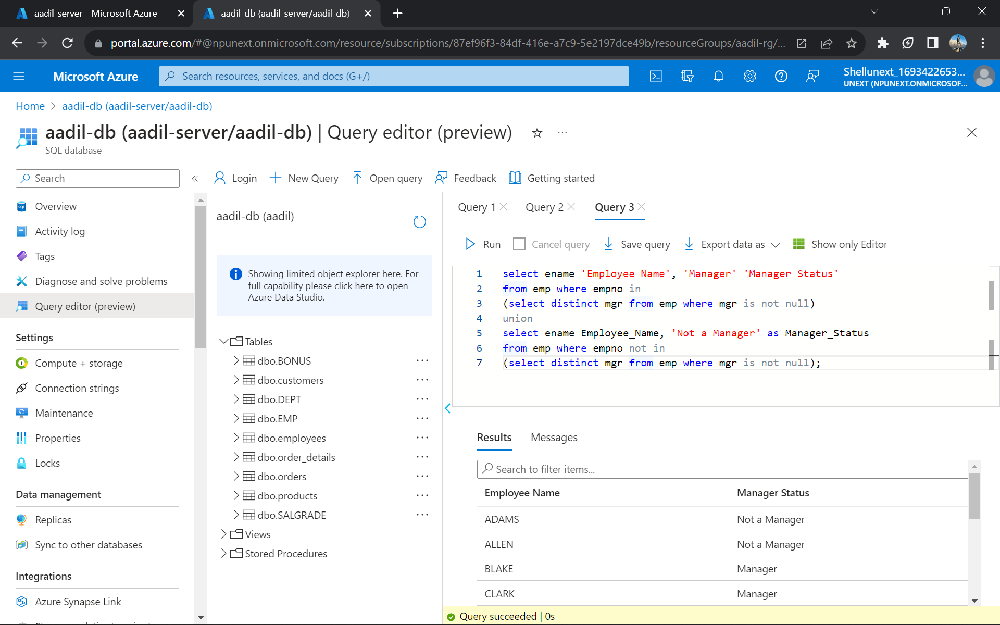 aadil-server - Microsoft Azure
aadil-db (aadil-server/aadil-db) -
portal.azure.com/#@npunext.onmicrosoft.com/resource/subscriptions/87ef96f3-84df-416e-a7c9-5e2197dce49b/resourceGroups/aadil-rg/...
Microsoft Azure
Search resources, services, and docs (G+/)
Shellunext_1693422653...
UNEXT (NPUNEXT.ONMICROSOF...
Home > aadil-db (aadil-server/aadil-db)
aadil-db (aadil-server/aadil-db) | Query editor (preview)
SQL database
Search
Login
New Query
Open query
Feedback
Getting started
Overview
Activity log
Tags
Diagnose and solve problems
Query editor (preview)
Settings
Compute + storage
Connection strings
Maintenance
Properties
Locks
Data management
Replicas
Sync to other databases
Integrations
Azure Synapse Link
aadil-db (aadil)
Showing limited object explorer here. For
full capability please click here to open
Azure Data Studio.
Tables
dbo.BONUS
dbo.customers
dbo.DEPT
dbo.EMP
dbo.employees
dbo.order_details
dbo.orders
dbo.products
dbo.SALGRADE
Views
Stored Procedures
Query 1
Query 2
Query 3
Run
Cancel query
Save query
Export data as
Show only Editor
1 select ename 'Employee Name', 'Manager' 'Manager Status'
2 from emp where empno in
3 (select distinct mgr from emp where mgr is not null)
4 union
5 select ename Employee_Name, 'Not a Manager' as Manager_Status
6 from emp where empno not in
7 (select distinct mgr from emp where mgr is not null);
Results
Messages
Search to filter items...
Employee Name Manager Status
ADAMS Not a Manager
ALLEN Not a Manager
BLAKE Manager
CLARK Manager
Query succeeded | 0s